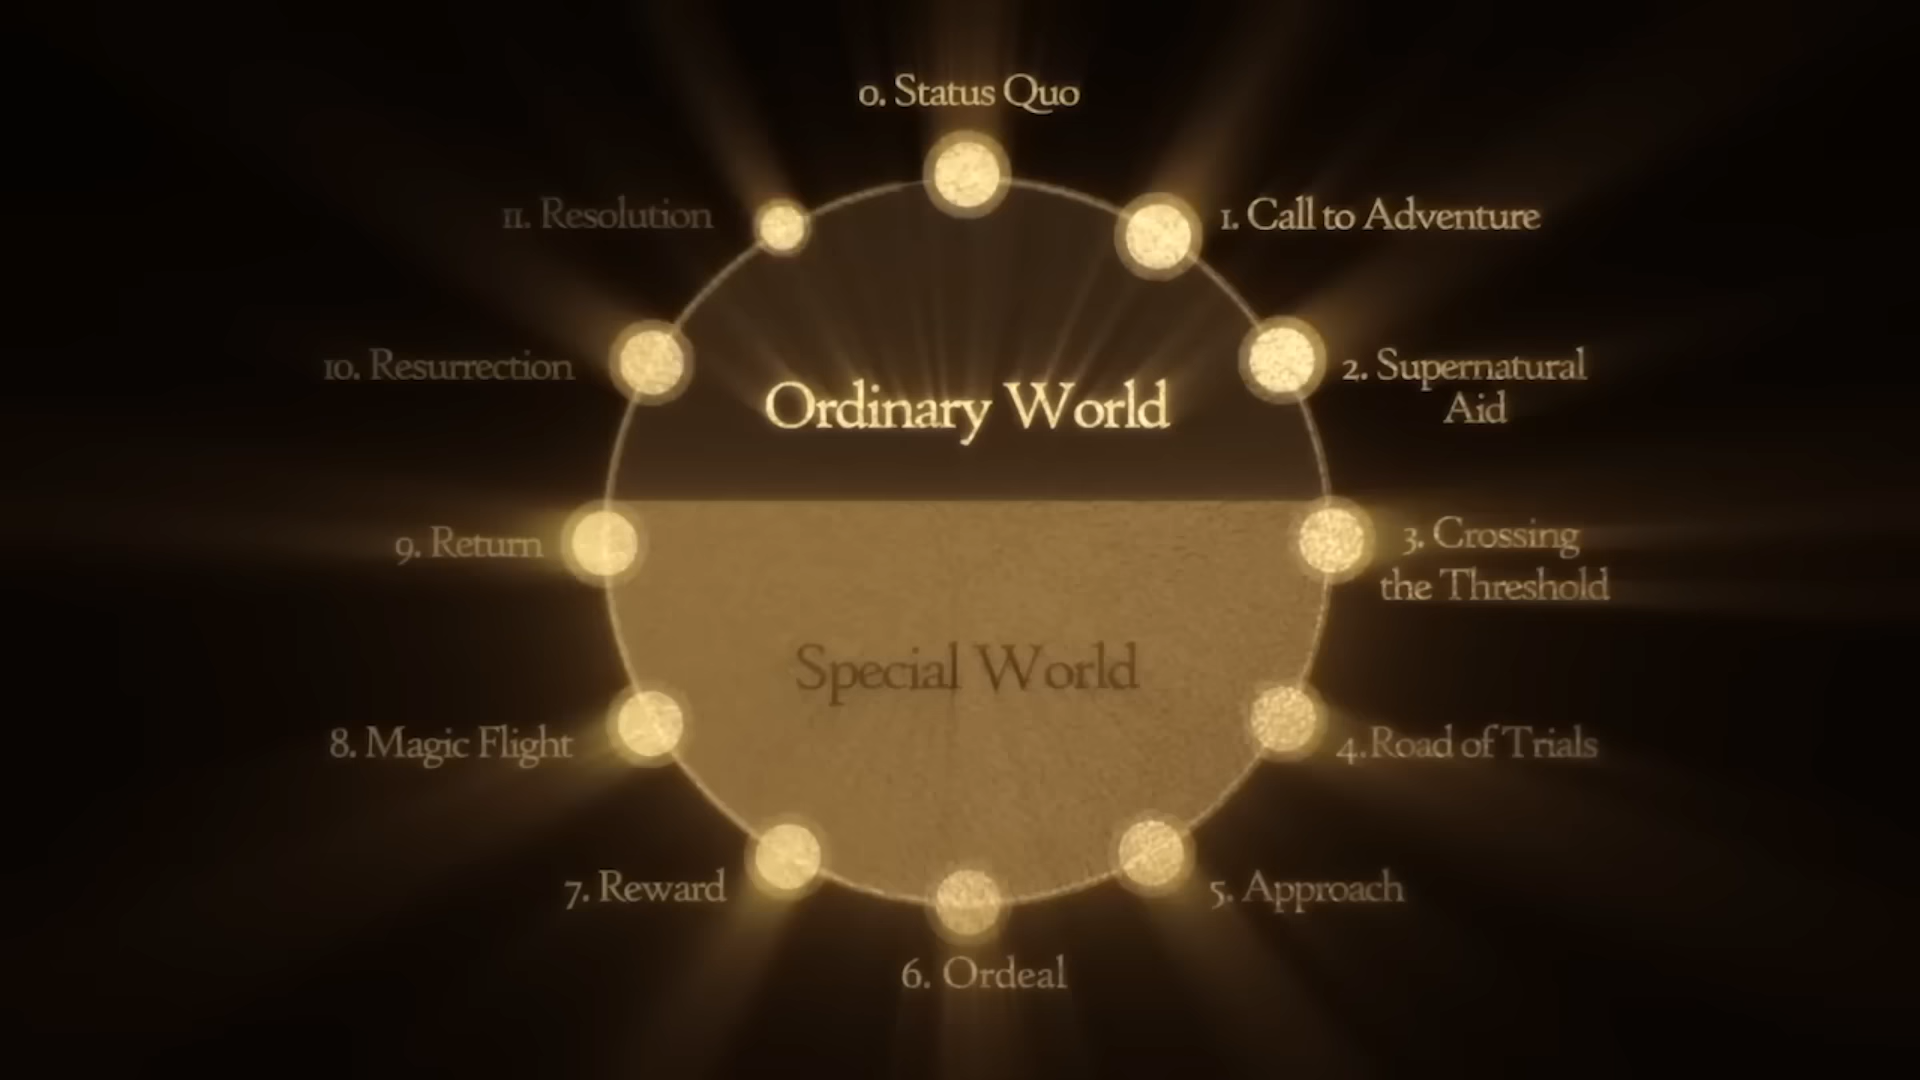 0. Status Quo
1. Call to Adventure
2. Supernatural
Aid
3. Crossing
the Threshold
4. Road of Trials
5. Approach
6. Ordeal
7. Reward
8. Magic Flight
9. Return
10. Resurrection
11. Resolution
Ordinary World
Special World